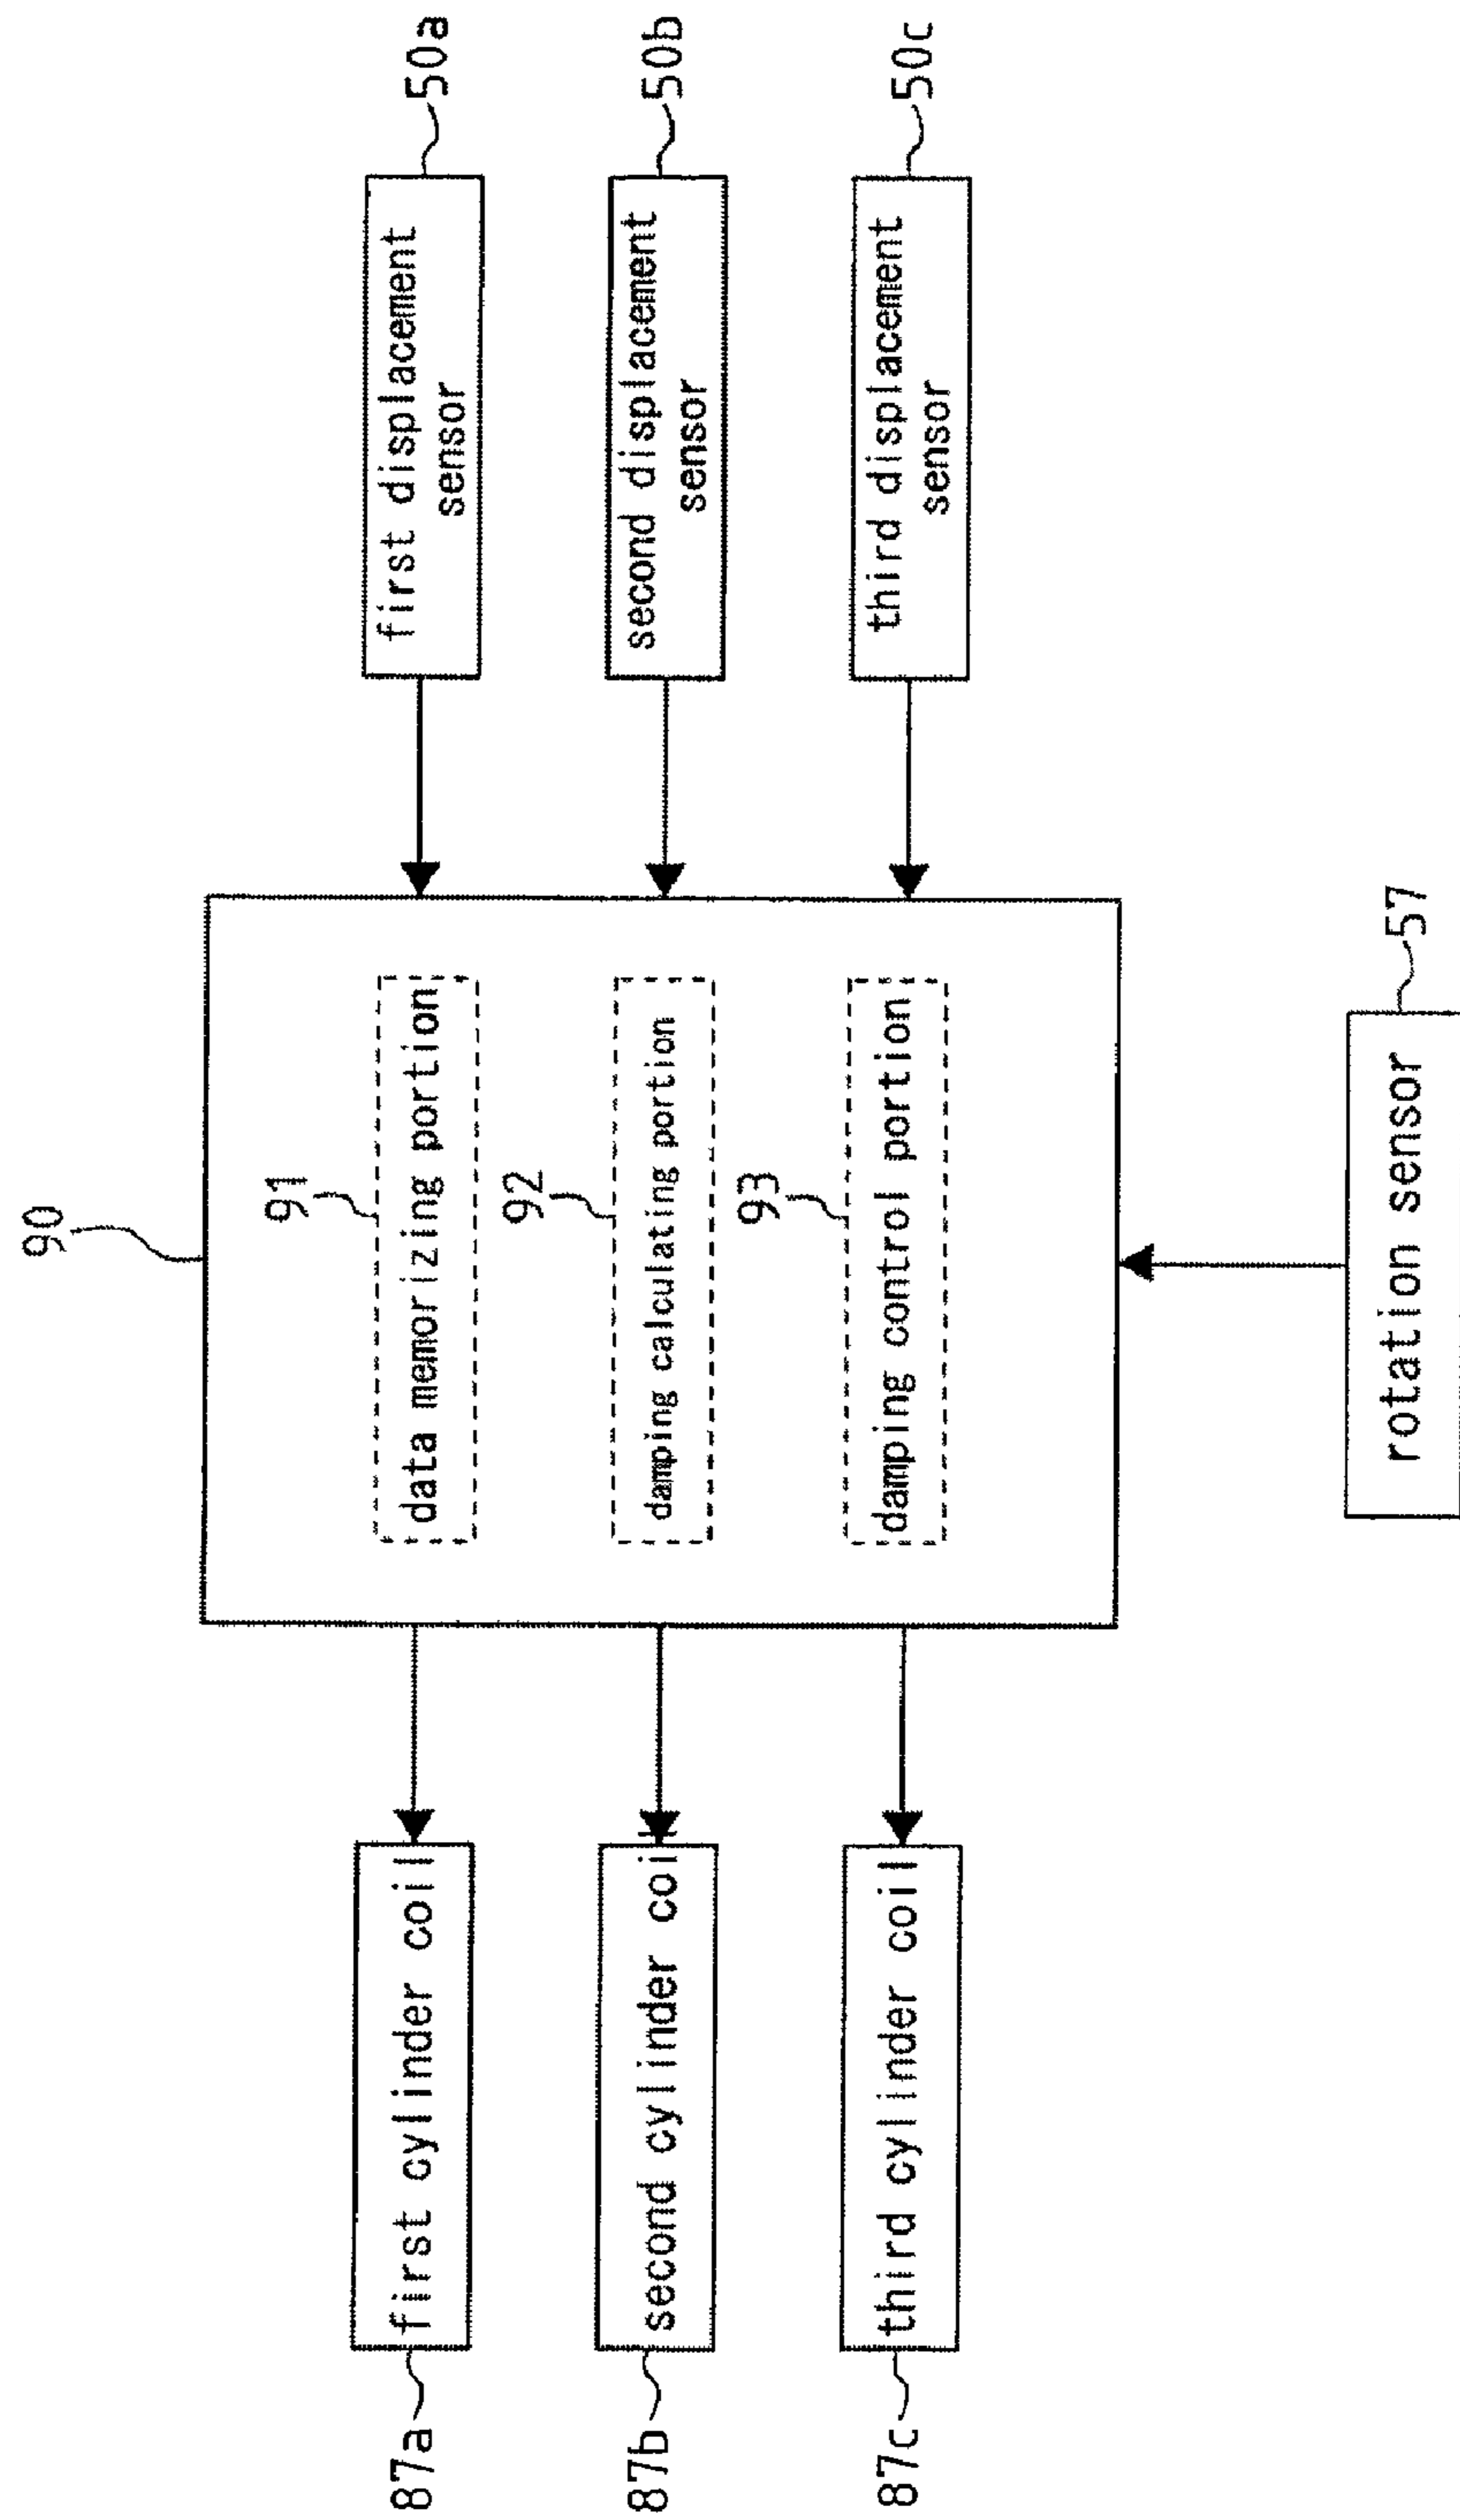 90
87a
first cylinder coil
91
data memorizing portion
first displacement
sensor
50a
87b
second cylinder coil
92
damping calculating portion
second displacement
sensor
50b
87c
third cylinder coil
93
damping control portion
third displacement
sensor
50c
rotation sensor
57